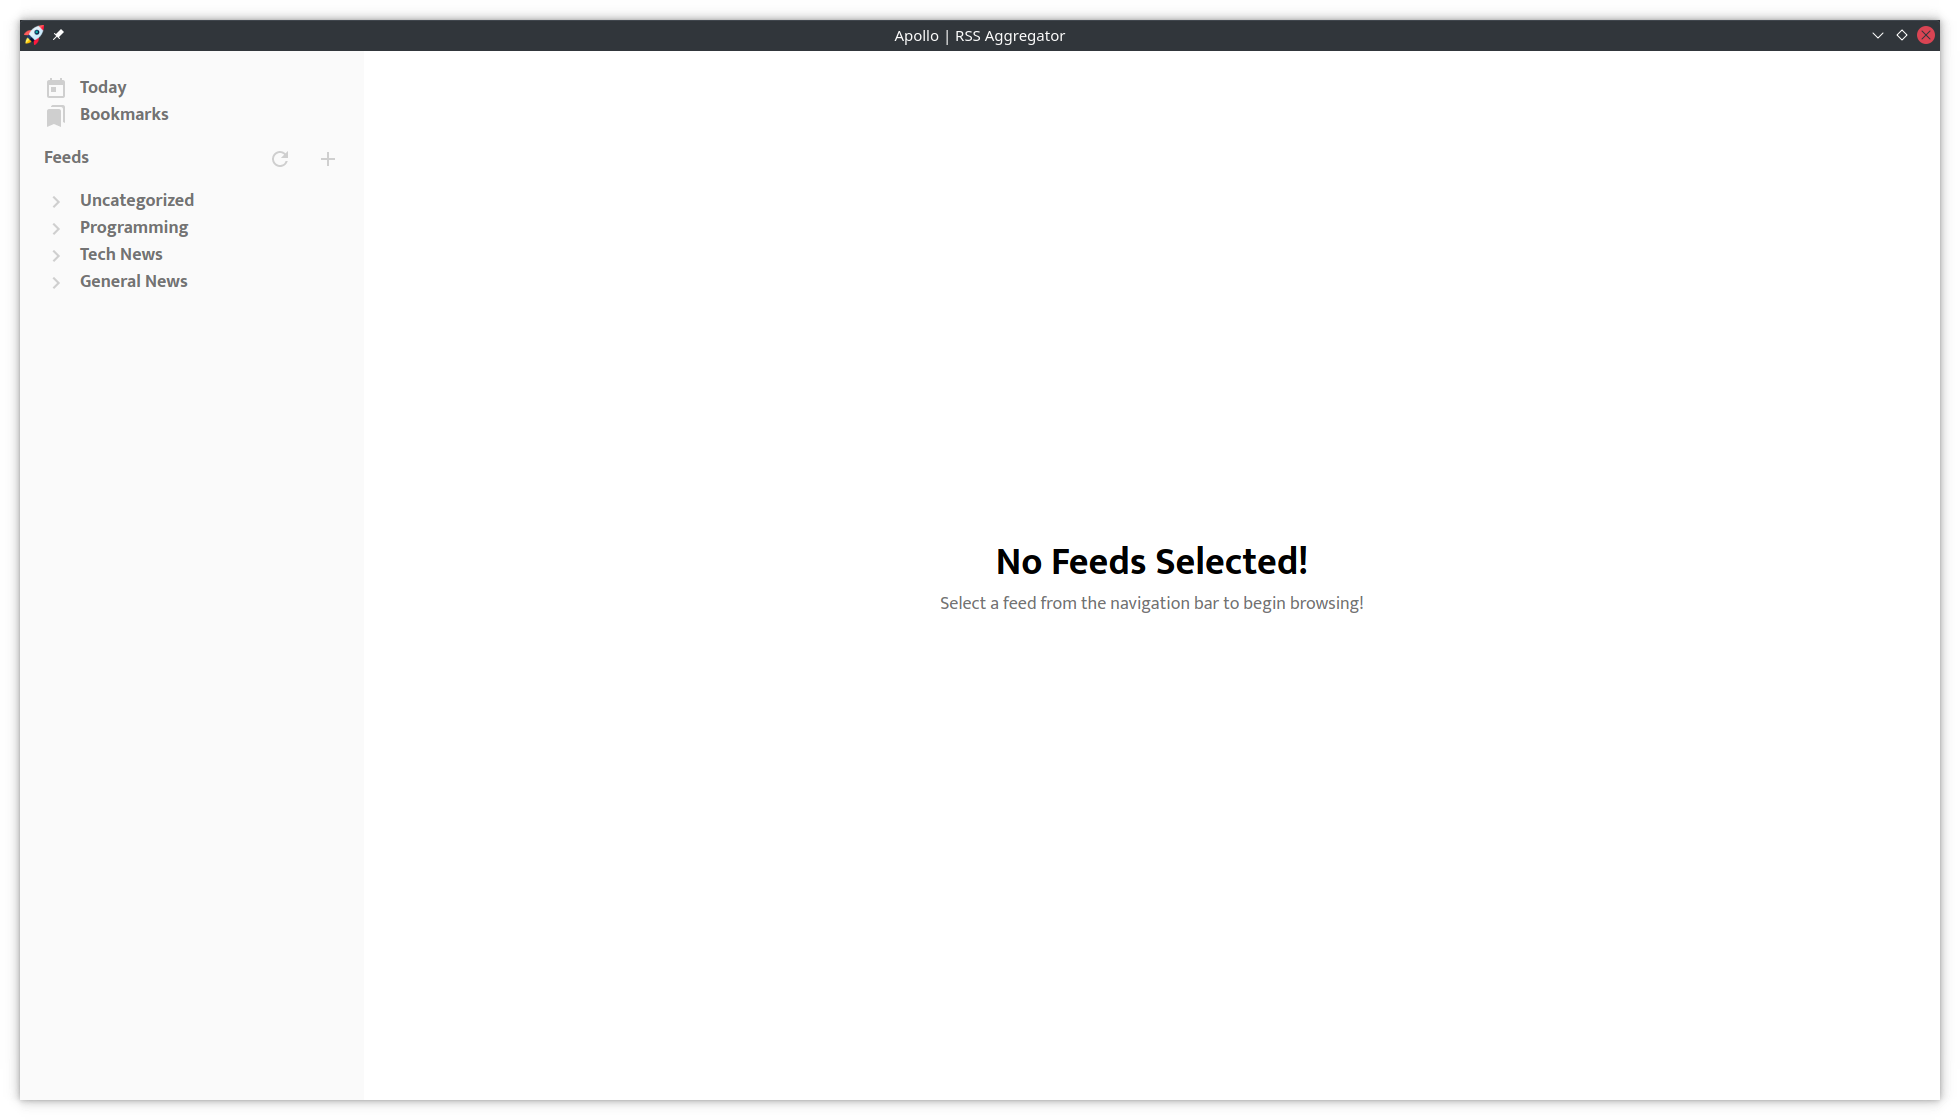 Apollo | RSS Aggregator
Today
Bookmarks
Feeds
Uncategorized
Programming
Tech News
General News
No Feeds Selected!
Select a feed from the navigation bar to begin browsing!